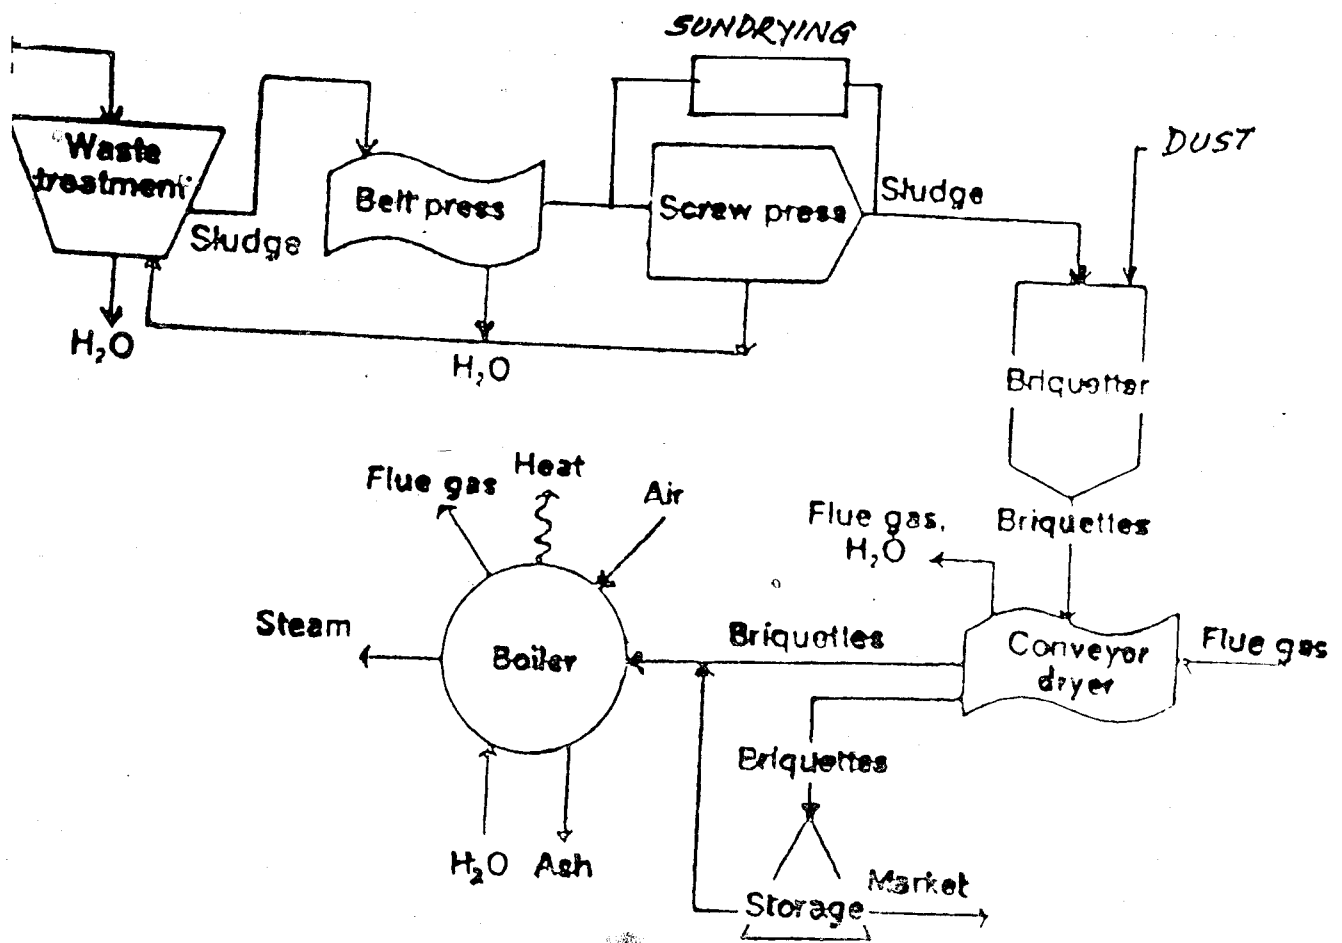 SUNDRYING
DUST
Waste
treatment
Belt press
Screw press
Sludge
Sludge
H₂O
H₂O
Briquetter
Flue gas
Heat
Air
Flue gas,
H₂O
Briquettes
Steam
Boiler
Briquettes
Conveyor
dryer
Flue gas
Briquettes
H₂O
Ash
Market
Storage